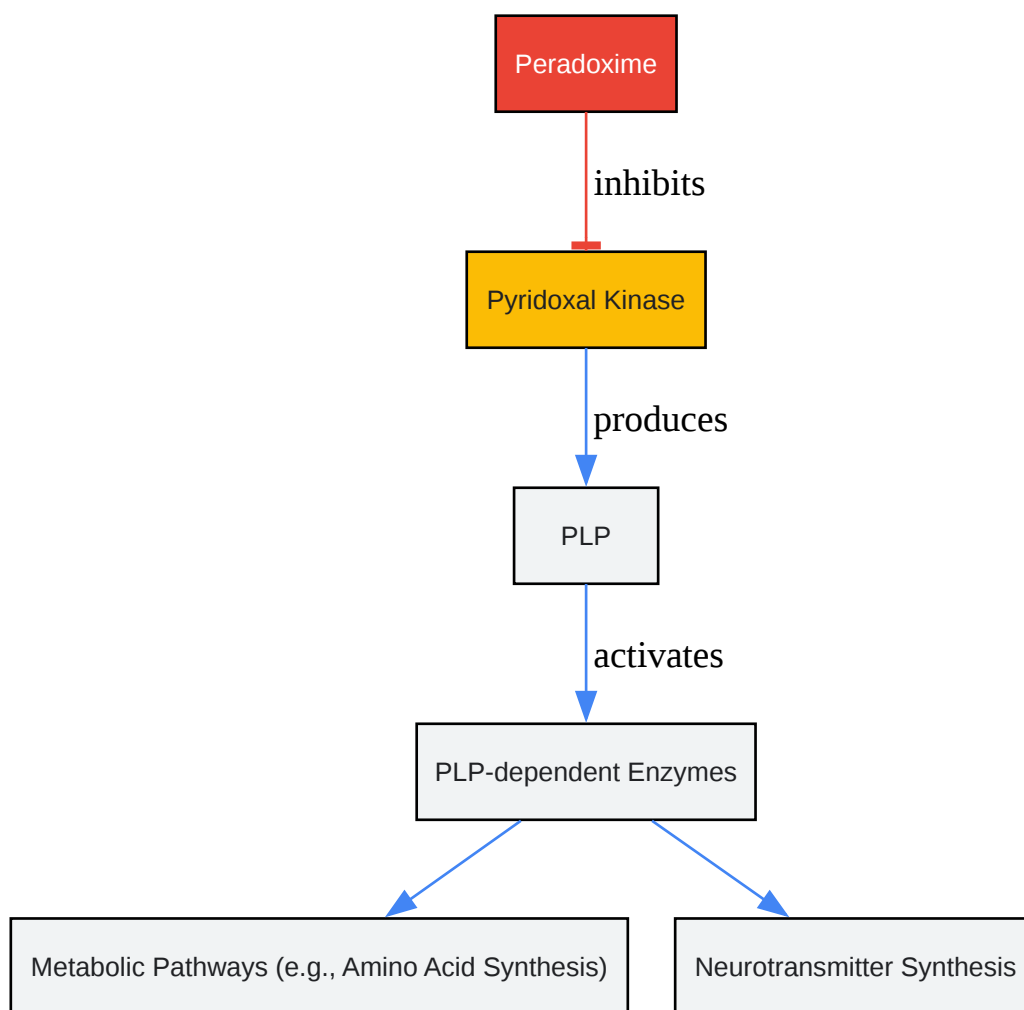 Peradoxime
inhibits
Pyridoxal Kinase
produces
PLP
activates
PLP-dependent Enzymes
Metabolic Pathways (e.g., Amino Acid Synthesis)
Neurotransmitter Synthesis